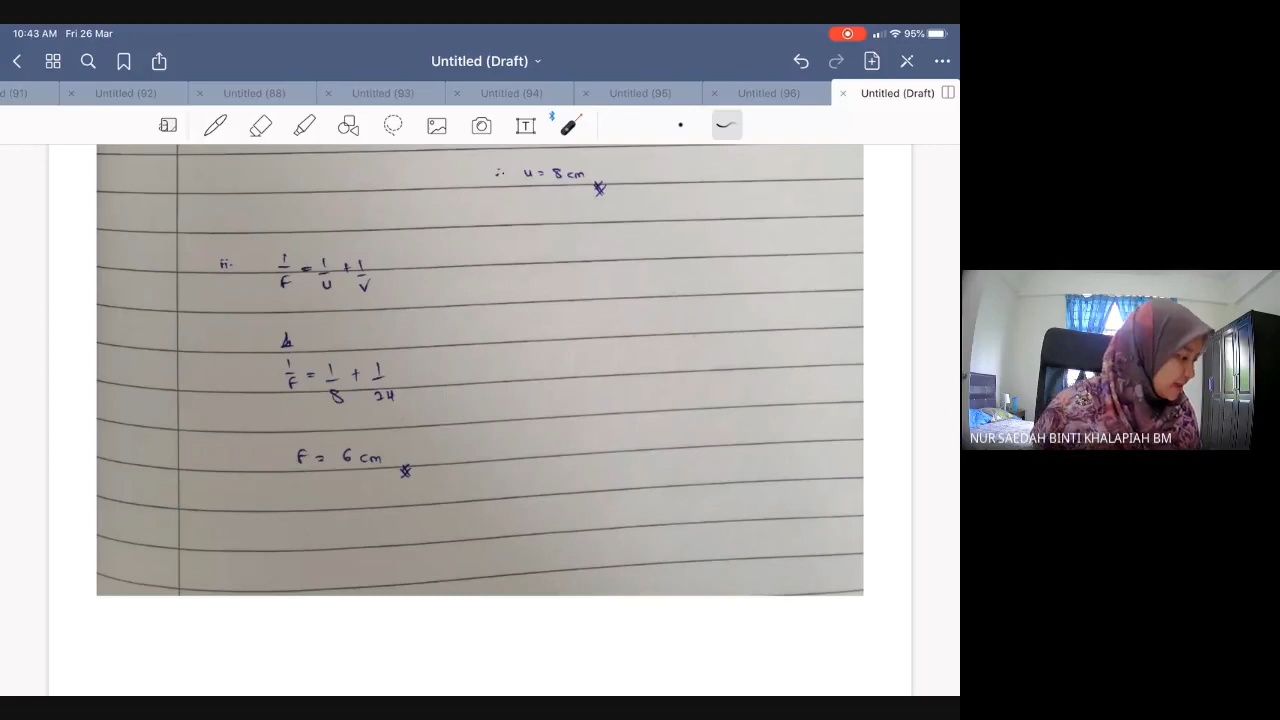 10:43 AM Fri 26 Mar
95%
Untitled (Draft)
d (91)
Untitled (92)
Untitled (88)
Untitled (93)
Untitled (94)
Untitled (95)
Untitled (96)
Untitled (Draft)
T
∴ u = 8 cm
ii. 1/F = 1/u + 1/v
1/F = 1/8 + 1/24
F = 6 cm
NUR SAEDAH BINTI KHALAPIAH BM